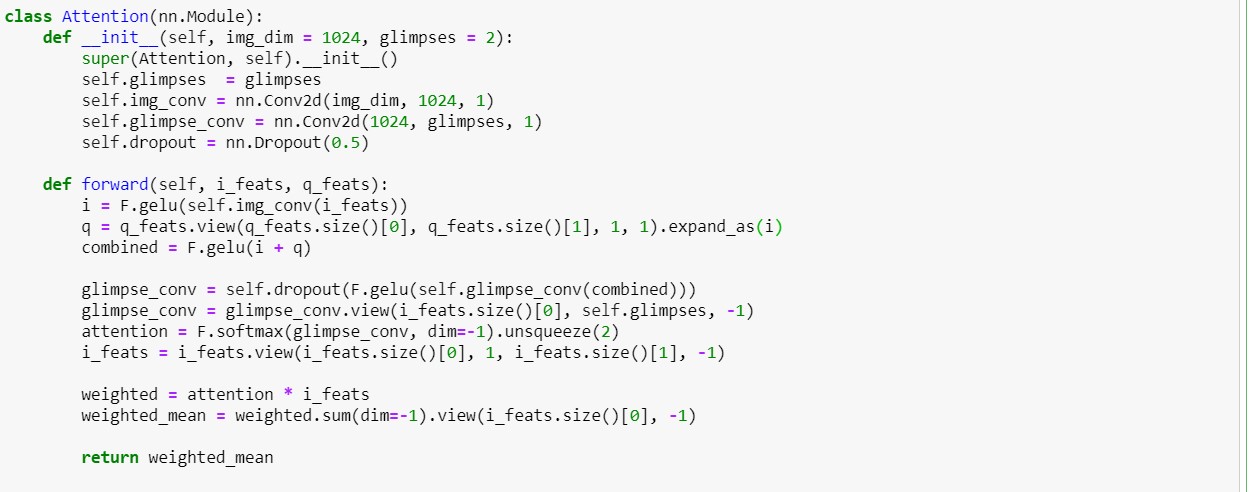 class Attention(nn.Module):
    def __init__(self, img_dim = 1024, glimpses = 2):
        super(Attention, self).__init__()
        self.glimpses  = glimpses
        self.img_conv = nn.Conv2d(img_dim, 1024, 1)
        self.glimpse_conv = nn.Conv2d(1024, glimpses, 1)
        self.dropout = nn.Dropout(0.5)

    def forward(self, i_feats, q_feats):
        i = F.gelu(self.img_conv(i_feats))
        q = q_feats.view(q_feats.size()[0], q_feats.size()[1], 1, 1).expand_as(i)
        combined = F.gelu(i + q)

        glimpse_conv = self.dropout(F.gelu(self.glimpse_conv(combined)))
        glimpse_conv = glimpse_conv.view(i_feats.size()[0], self.glimpses, -1)
        attention = F.softmax(glimpse_conv, dim=-1).unsqueeze(2)
        i_feats = i_feats.view(i_feats.size()[0], 1, i_feats.size()[1], -1)

        weighted = attention * i_feats
        weighted_mean = weighted.sum(dim=-1).view(i_feats.size()[0], -1)

        return weighted_mean